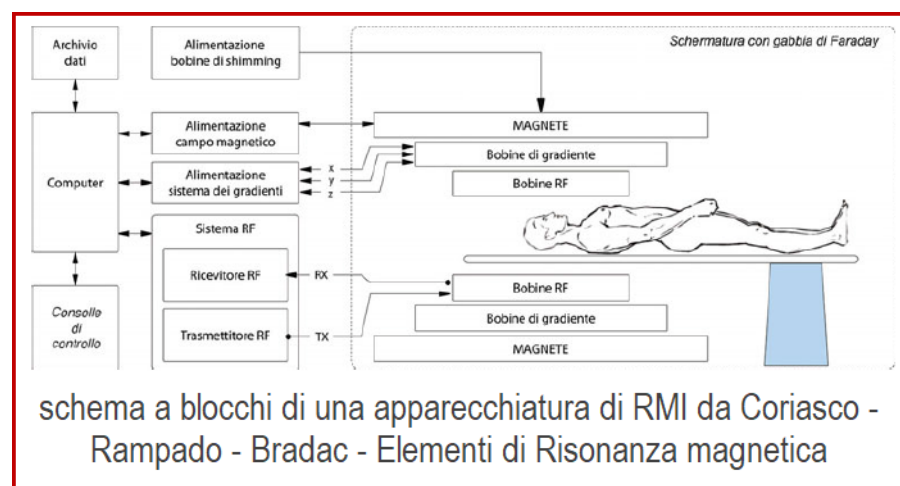 Archivio
dati
Alimentazione
bobine di shimming
Schermatura con gabbia di Faraday
Computer
Alimentazione
campo magnetico
MAGNETE
Alimentazione
sistema dei gradienti
x
y
z
Bobine di gradiente
Bobine RF
Sistema RF
Ricevitore RF
RX
Bobine RF
Consolle
di
controllo
Trasmettitore RF
TX
Bobine di gradiente
MAGNETE
schema a blocchi di una apparecchiatura di RMI da Coriasco -
Rampado - Bradac - Elementi di Risonanza magnetica